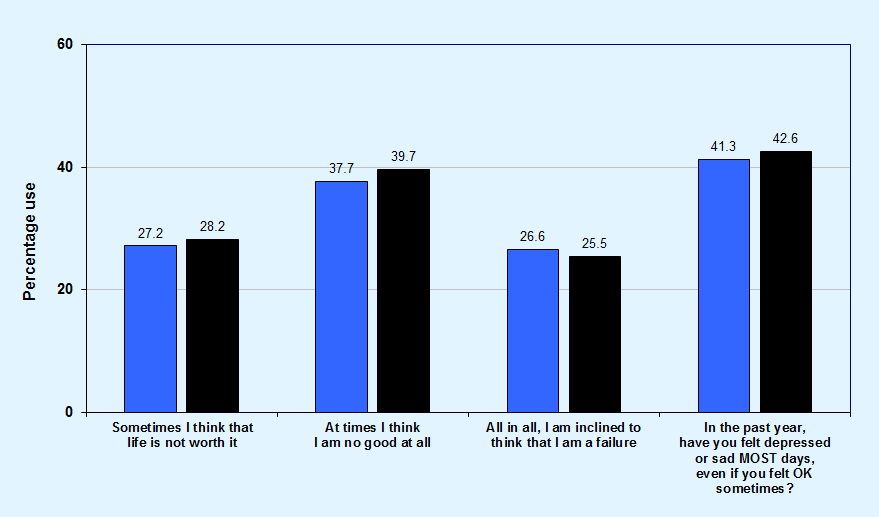 Percentage use
60
40
20
0
27.2
28.2
37.7
39.7
26.6
25.5
41.3
42.6
Sometimes I think that
life is not worth it
At times I think
I am no good at all
All in all, I am inclined to
think that I am a failure
In the past year,
have you felt depressed
or sad MOST days,
even if you felt OK
sometimes?